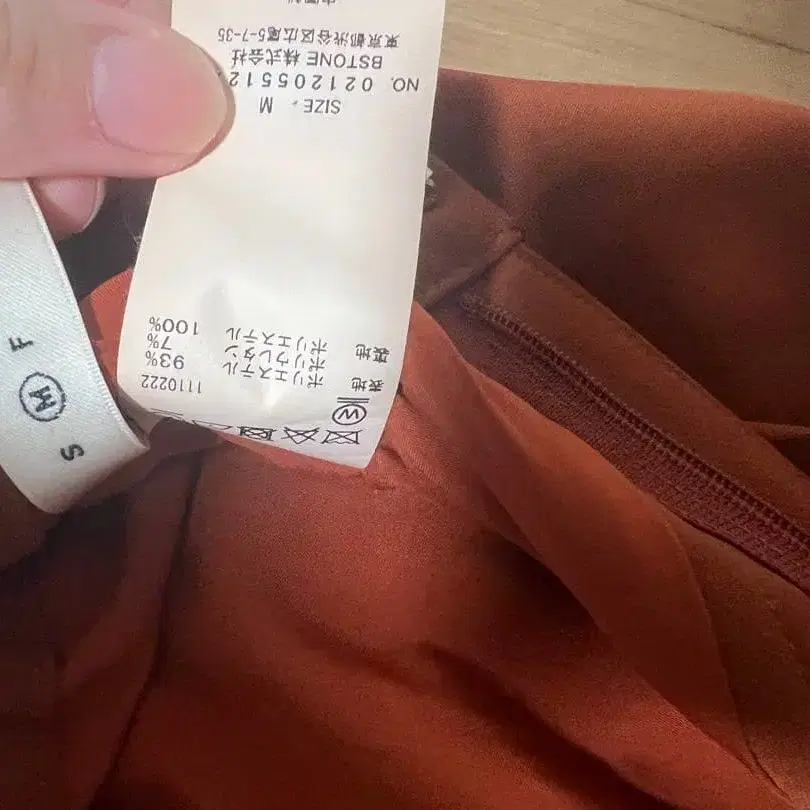 W
1110222
表地 ポリエステル 93%
ポリウレタン 7%
裏地 ポリエステル 100%
SIZE. M
NO. 021205512
BSTONE 株式会社
東京都渋谷区広尾5-7-35
S M F